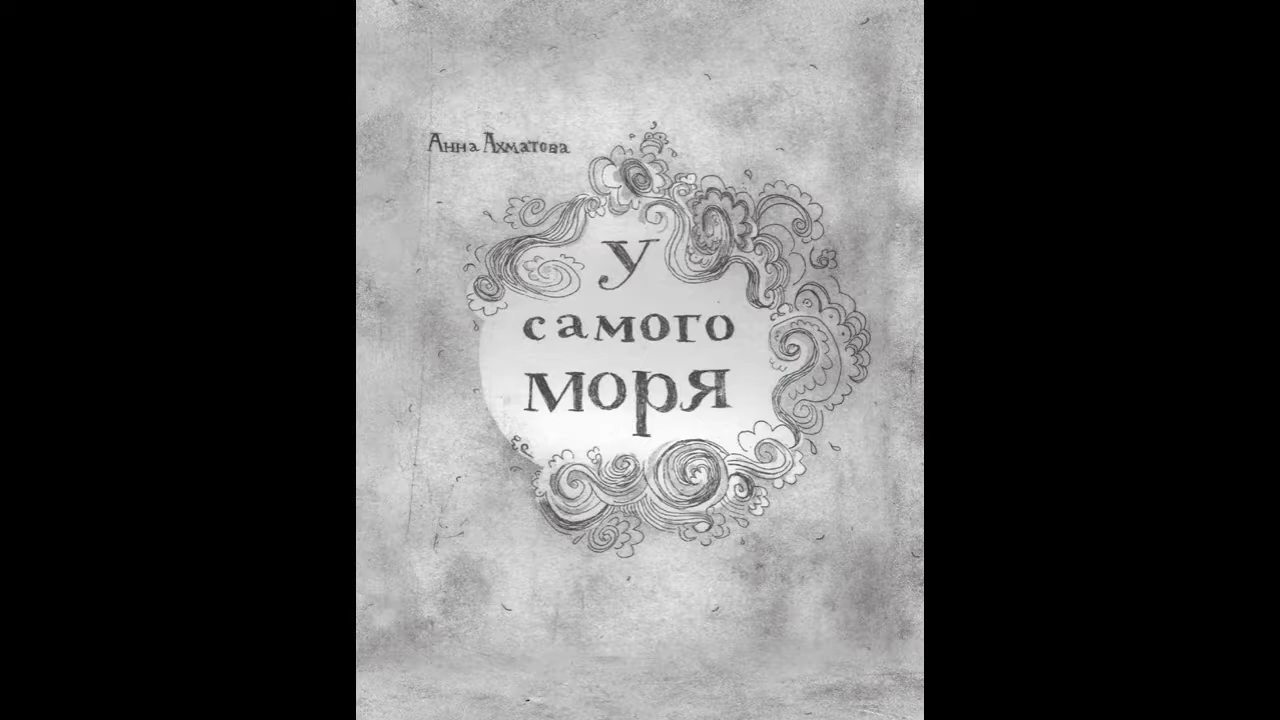 Анна Ахматова
У
самого
моря